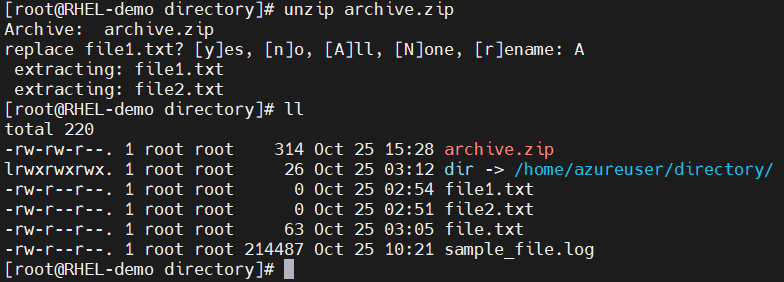 [root@RHEL-demo directory]# unzip archive.zip
Archive:  archive.zip
replace file1.txt? [y]es, [n]o, [A]ll, [N]one, [r]ename: A
 extracting: file1.txt
 extracting: file2.txt
[root@RHEL-demo directory]# ll
total 220
-rw-rw-r--. 1 root root    314 Oct 25 15:28 archive.zip
lrwxrwxrwx. 1 root root     26 Oct 25 03:12 dir -> /home/azureuser/directory/
-rw-r--r--. 1 root root      0 Oct 25 02:54 file1.txt
-rw-r--r--. 1 root root      0 Oct 25 02:51 file2.txt
-rw-r--r--. 1 root root     63 Oct 25 03:05 file.txt
-rw-r--r--. 1 root root 214487 Oct 25 10:21 sample_file.log
[root@RHEL-demo directory]#